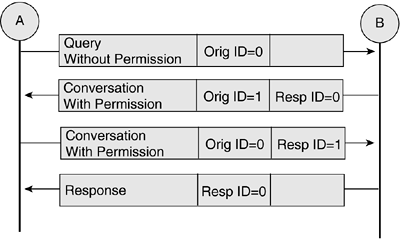 A B
Query
Without Permission Orig ID=0
Conversation
With Permission Orig ID=1 Resp ID=0
Conversation
With Permission Orig ID=0 Resp ID=1
Response Resp ID=0